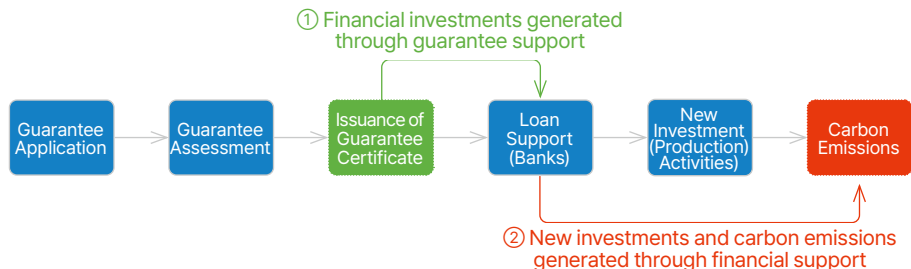 ① Financial investments generated
through guarantee support
Guarantee
Application
Guarantee
Assessment
Issuance of
Guarantee
Certificate
Loan
Support
(Banks)
New
Investment
(Production)
Activities)
Carbon
Emissions
② New investments and carbon emissions
generated through financial support